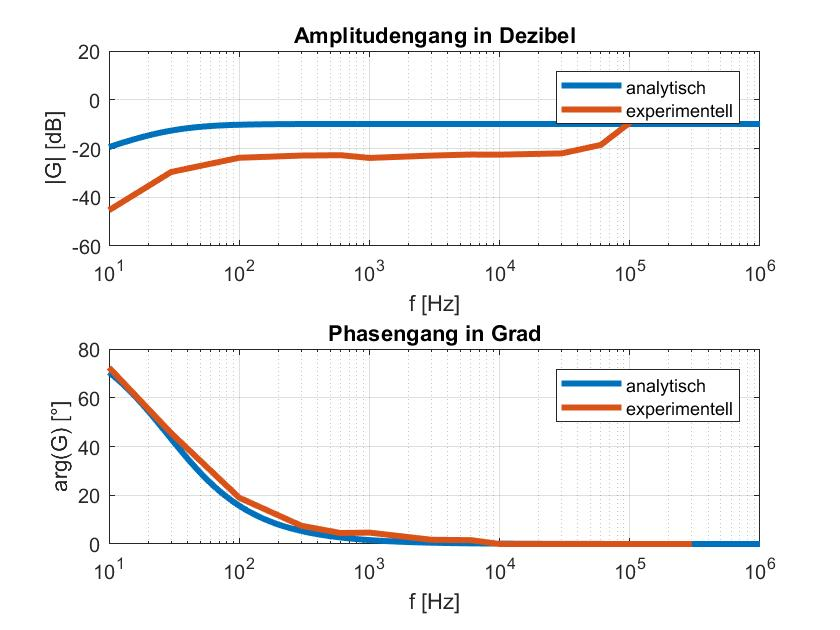 Amplitudengang in Dezibel
|G| [dB]
20
0
-20
-40
-60
analytisch
experimentell
10^1 10^2 10^3 10^4 10^5 10^6
f [Hz]
Phasengang in Grad
arg(G) [°]
80
60
40
20
0
analytisch
experimentell
10^1 10^2 10^3 10^4 10^5 10^6
f [Hz]